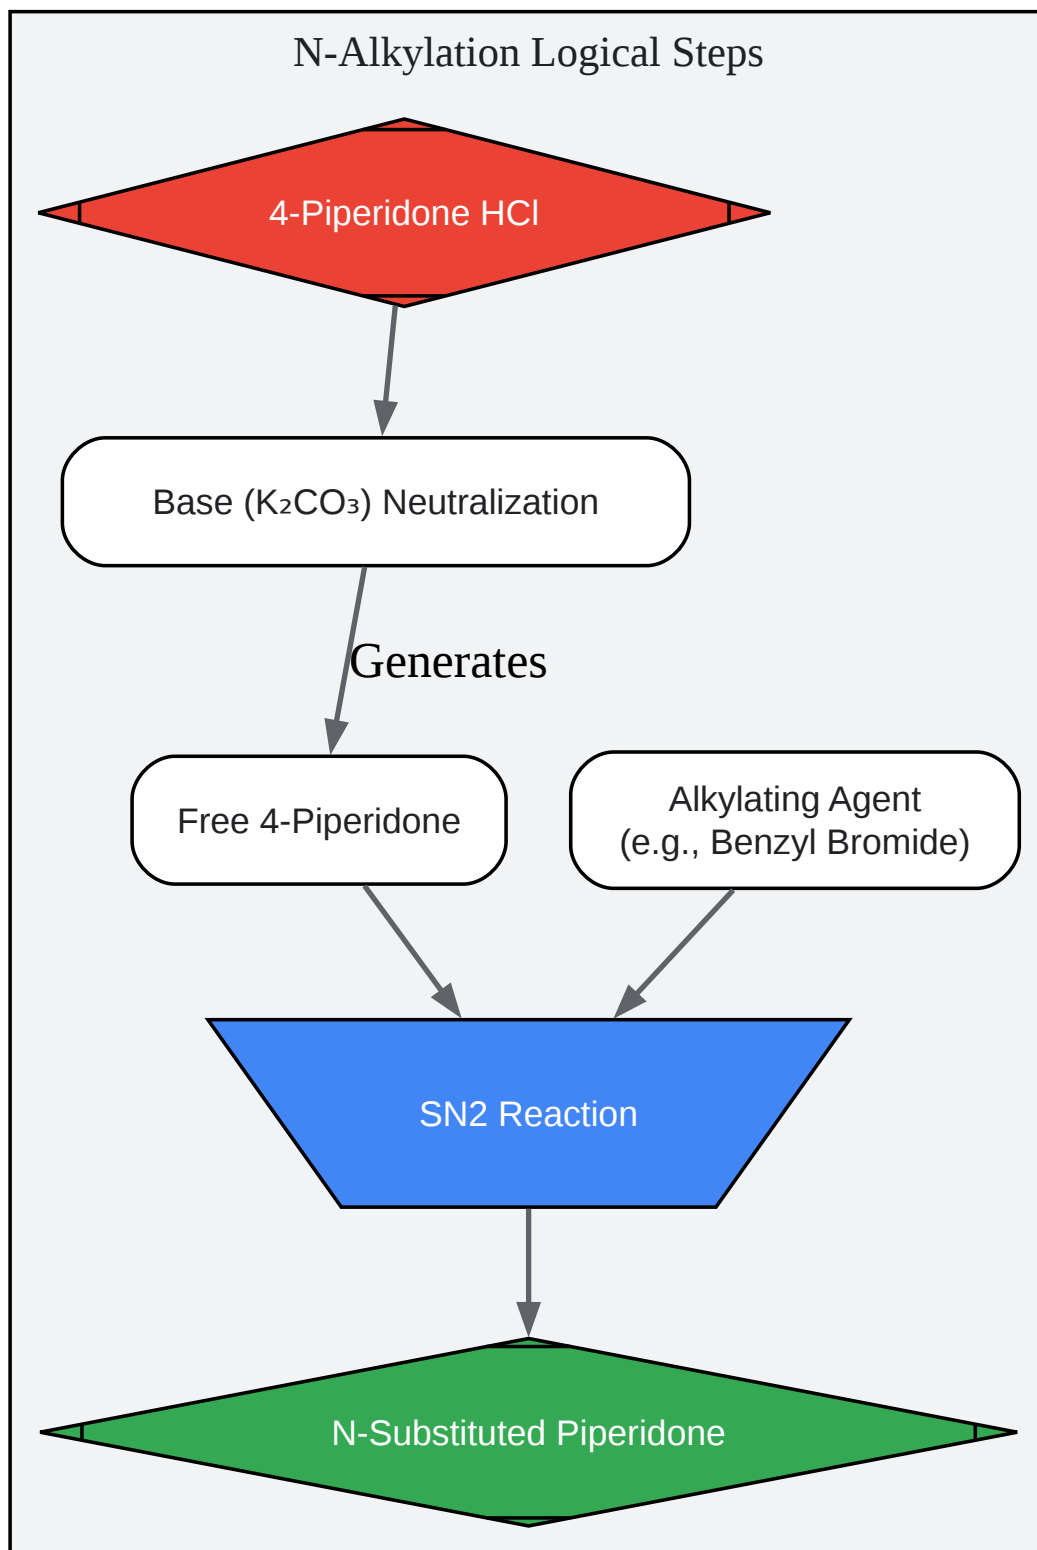 N-Alkylation Logical Steps
4-Piperidone HCl
Base (K₂CO₃) Neutralization
Generates
Free 4-Piperidone
Alkylating Agent
(e.g., Benzyl Bromide)
SN2 Reaction
N-Substituted Piperidone